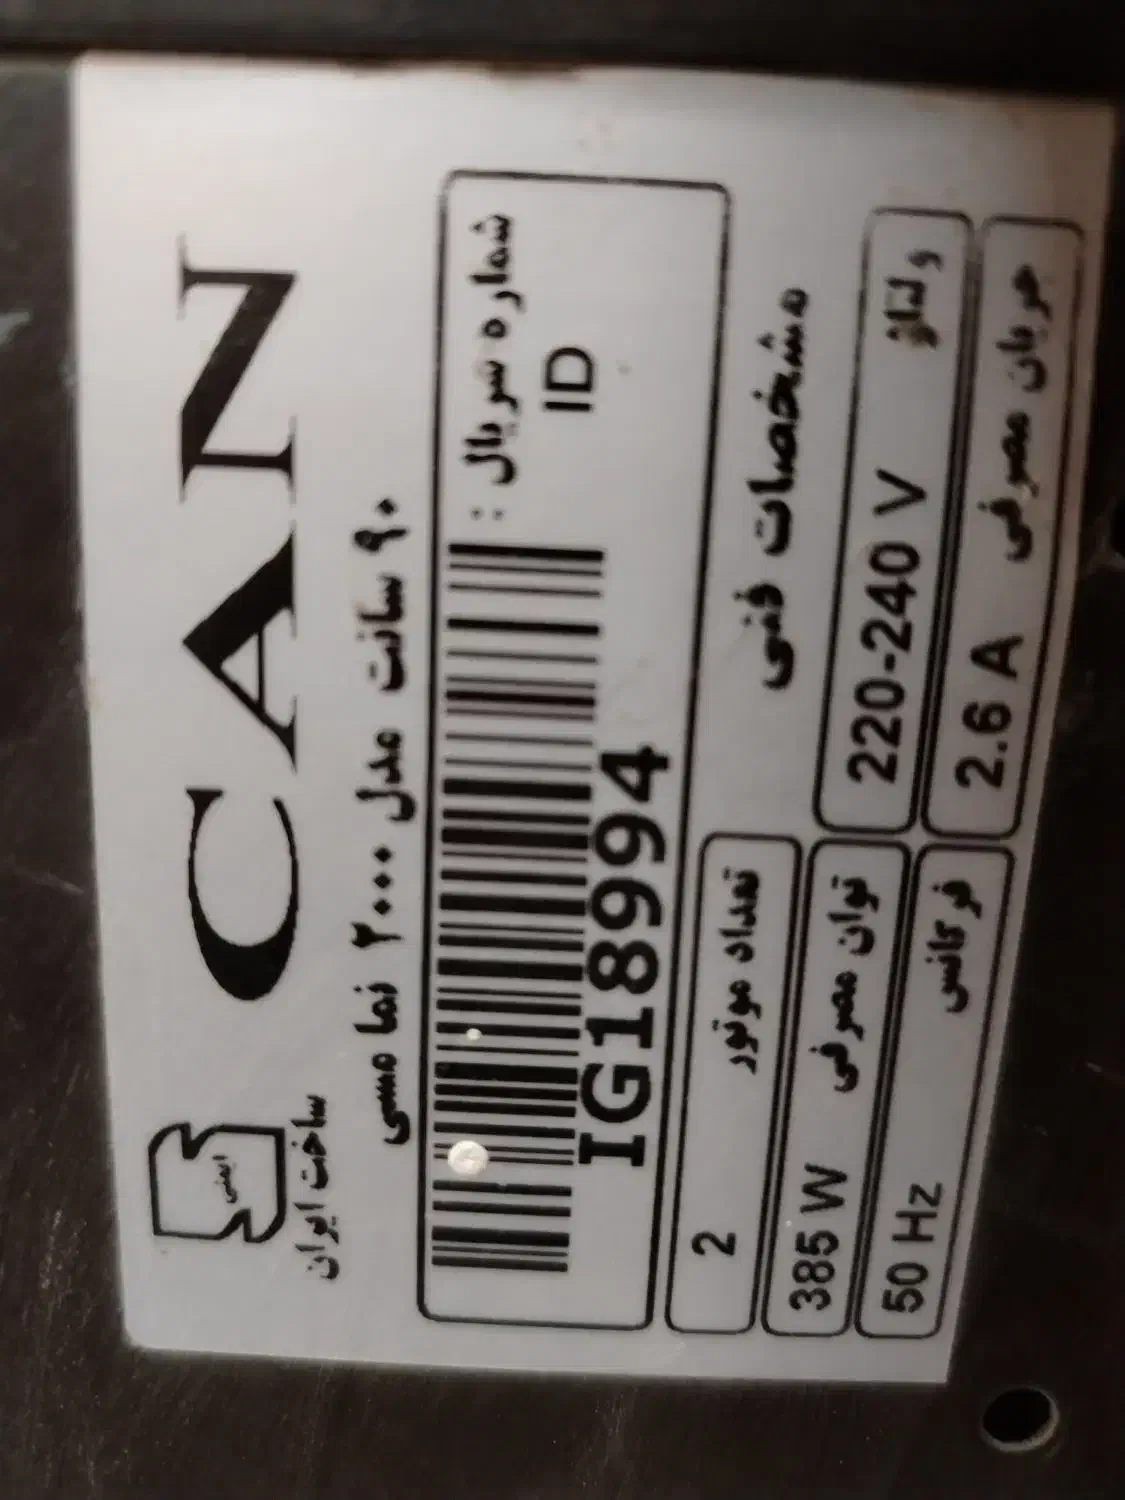 CAN
ایمنی
ساخت ایران
۹۰ سانت مدل ۲۰۰۰ نما مسی
شماره سریال :
ID
IG18994
مشخصات فنی
ولتاژ 220-240 V
تعداد موتور 2
جریان مصرفی 2.6 A
توان مصرفی 385 W
فرکانس 50 Hz